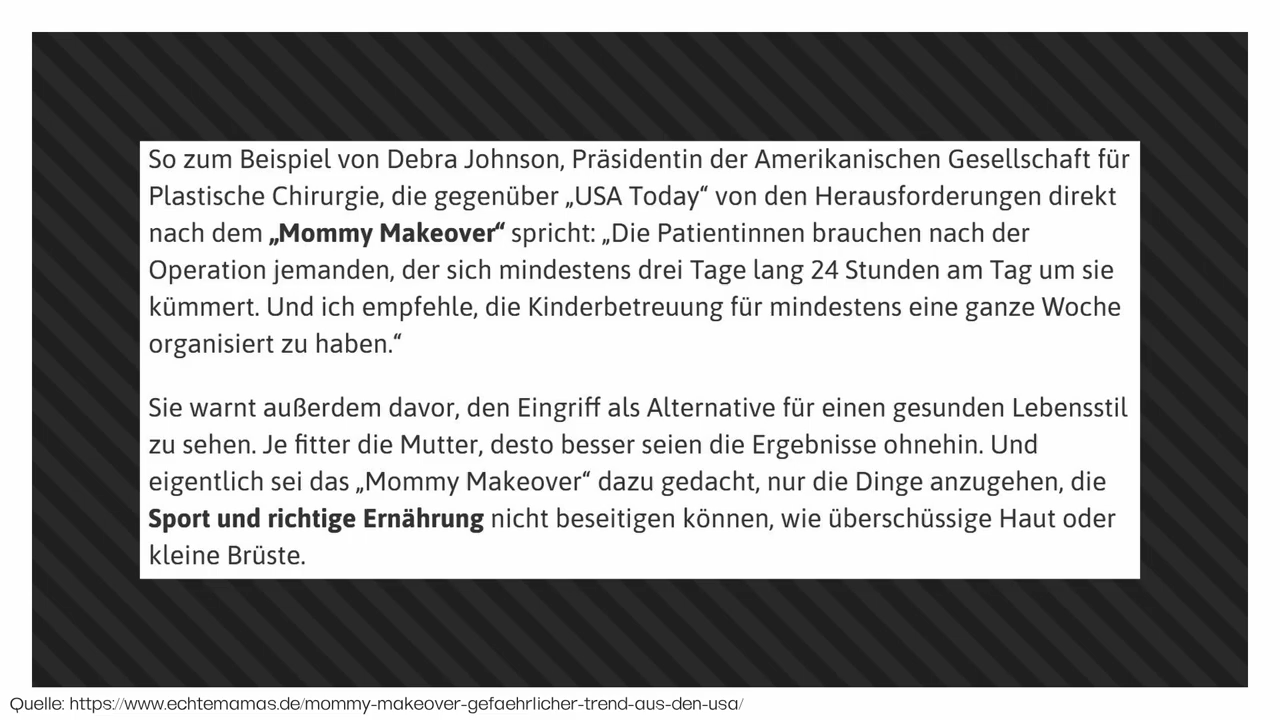 So zum Beispiel von Debra Johnson, Präsidentin der Amerikanischen Gesellschaft für
Plastische Chirurgie, die gegenüber „USA Today“ von den Herausforderungen direkt
nach dem „Mommy Makeover“ spricht: „Die Patientinnen brauchen nach der
Operation jemanden, der sich mindestens drei Tage lang 24 Stunden am Tag um sie
kümmert. Und ich empfehle, die Kinderbetreuung für mindestens eine ganze Woche
organisiert zu haben.“
Sie warnt außerdem davor, den Eingriff als Alternative für einen gesunden Lebensstil
zu sehen. Je fitter die Mutter, desto besser seien die Ergebnisse ohnehin. Und
eigentlich sei das „Mommy Makeover“ dazu gedacht, nur die Dinge anzugehen, die
Sport und richtige Ernährung nicht beseitigen können, wie überschüssige Haut oder
kleine Brüste.
Quelle: https://www.echtemamas.de/mommy-makeover-gefaehrlicher-trend-aus-den-usa/